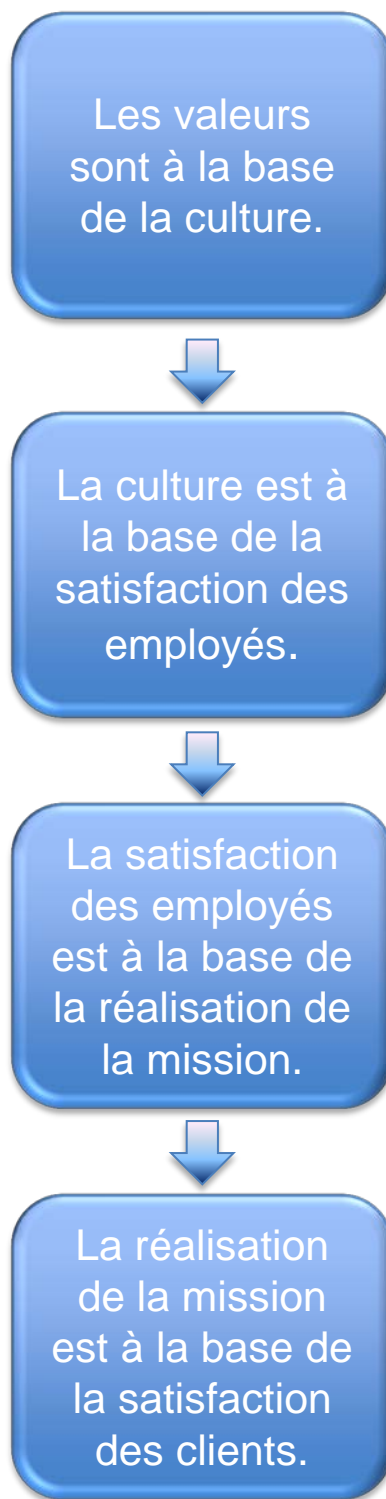 Les valeurs
sont à la base
de la culture.
La culture est à
la base de la
satisfaction des
employés.
La satisfaction
des employés
est à la base de
la réalisation de
la mission.
La réalisation
de la mission
est à la base de
la satisfaction
des clients.